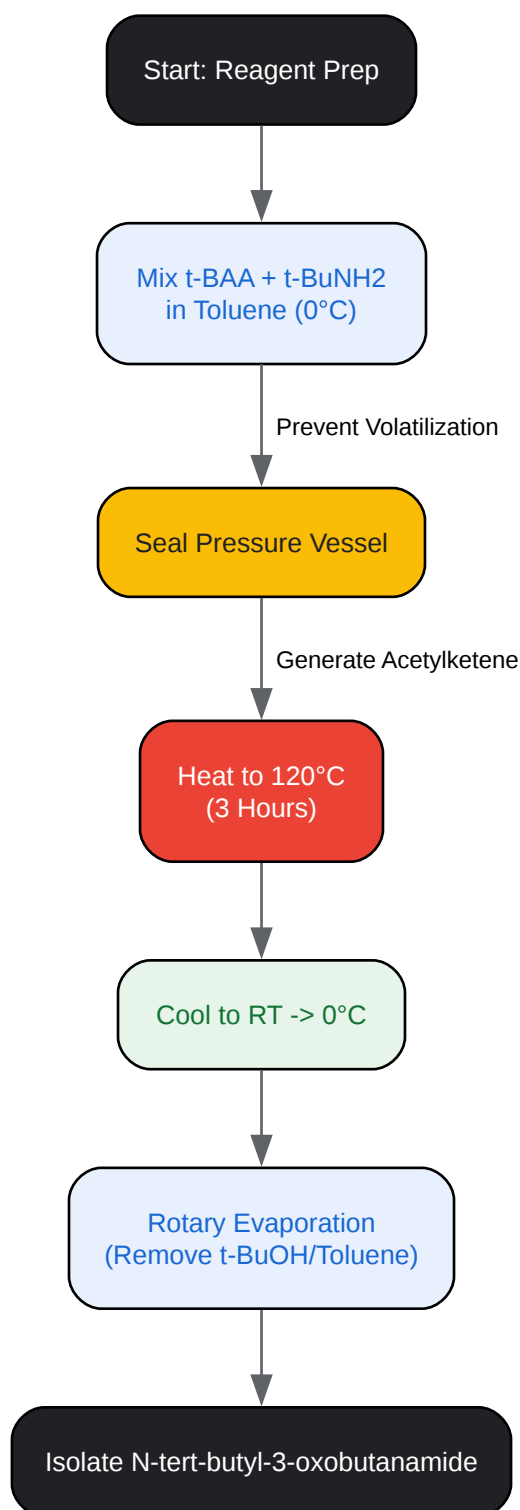 Start: Reagent Prep
Mix t-BAA + t-BuNH2
in Toluene (0°C)
Prevent Volatilization
Seal Pressure Vessel
Generate Acetylketene
Heat to 120°C
(3 Hours)
Cool to RT -> 0°C
Rotary Evaporation
(Remove t-BuOH/Toluene)
Isolate N-tert-butyl-3-oxobutanamide